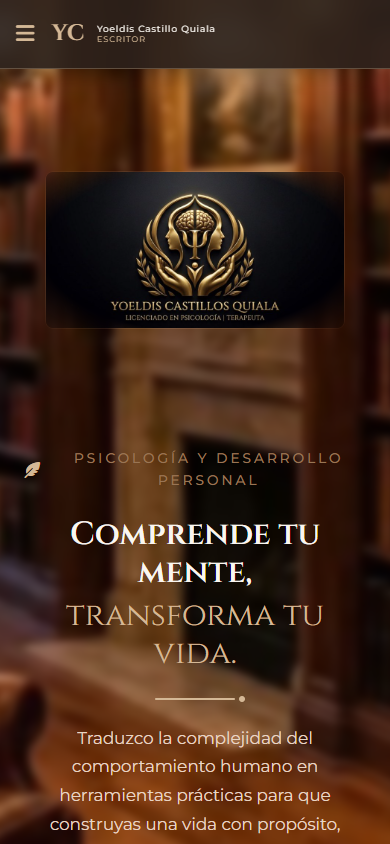 YC
Yoeldis Castillo Quiala
ESCRITOR
YOELDIS CASTILLOS QUIALA
LICENCIADO EN PSICOLOGÍA | TERAPEUTA
PSICOLOGÍA Y DESARROLLO
PERSONAL
Comprende tu
mente,
transforma tu
vida.
Traduzco la complejidad del
comportamiento humano en
herramientas prácticas para que
construyas una vida con propósito,